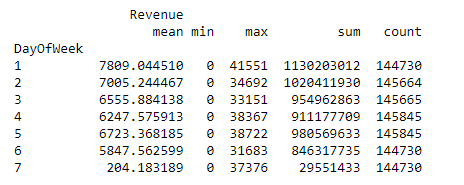 Revenue
mean min max sum count
DayOfWeek
1 7809.044510 0 41551 1130203012 144730
2 7005.244467 0 34692 1020411930 145664
3 6555.884138 0 33151 954962863 145665
4 6247.575913 0 38367 911177709 145845
5 6723.368185 0 38722 980569633 145845
6 5847.562599 0 31683 846317735 144730
7 204.183189 0 37376 29551433 144730